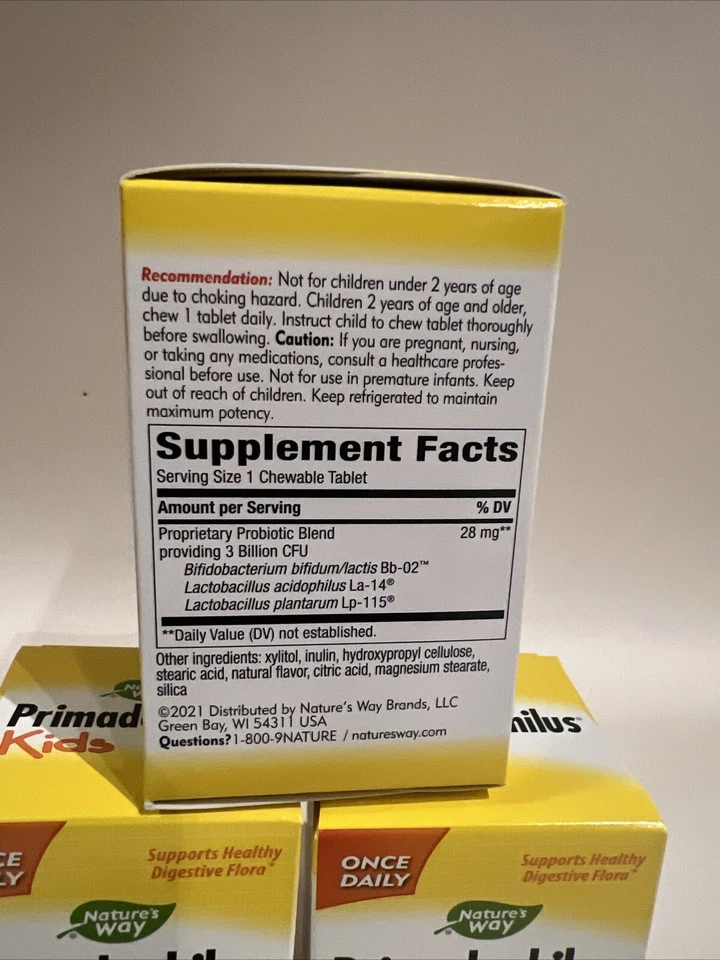 Recommendation: Not for children under 2 years of age
due to choking hazard. Children 2 years of age and older,
chew 1 tablet daily. Instruct child to chew tablet thoroughly
before swallowing. Caution: If you are pregnant, nursing,
or taking any medications, consult a healthcare profes-
sional before use. Not for use in premature infants. Keep
out of reach of children. Keep refrigerated to maintain
maximum potency.
Supplement Facts
Serving Size 1 Chewable Tablet
Amount per Serving % DV
Proprietary Probiotic Blend 28 mg**
providing 3 Billion CFU
Bifidobacterium bifidum/lactis Bb-02™
Lactobacillus acidophilus La-14®
Lactobacillus plantarum Lp-115®
**Daily Value (DV) not established.
Other ingredients: xylitol, inulin, hydroxypropyl cellulose,
stearic acid, natural flavor, citric acid, magnesium stearate,
silica
©2021 Distributed by Nature's Way Brands, LLC
Green Bay, WI 54311 USA
Questions? 1-800-9NATURE / naturesway.com
Primad
Kids
hilus®
CE
LY
Supports Healthy
Digestive Flora*
Nature's
Way
ONCE
DAILY
Supports Healthy
Digestive Flora*
Nature's
Way